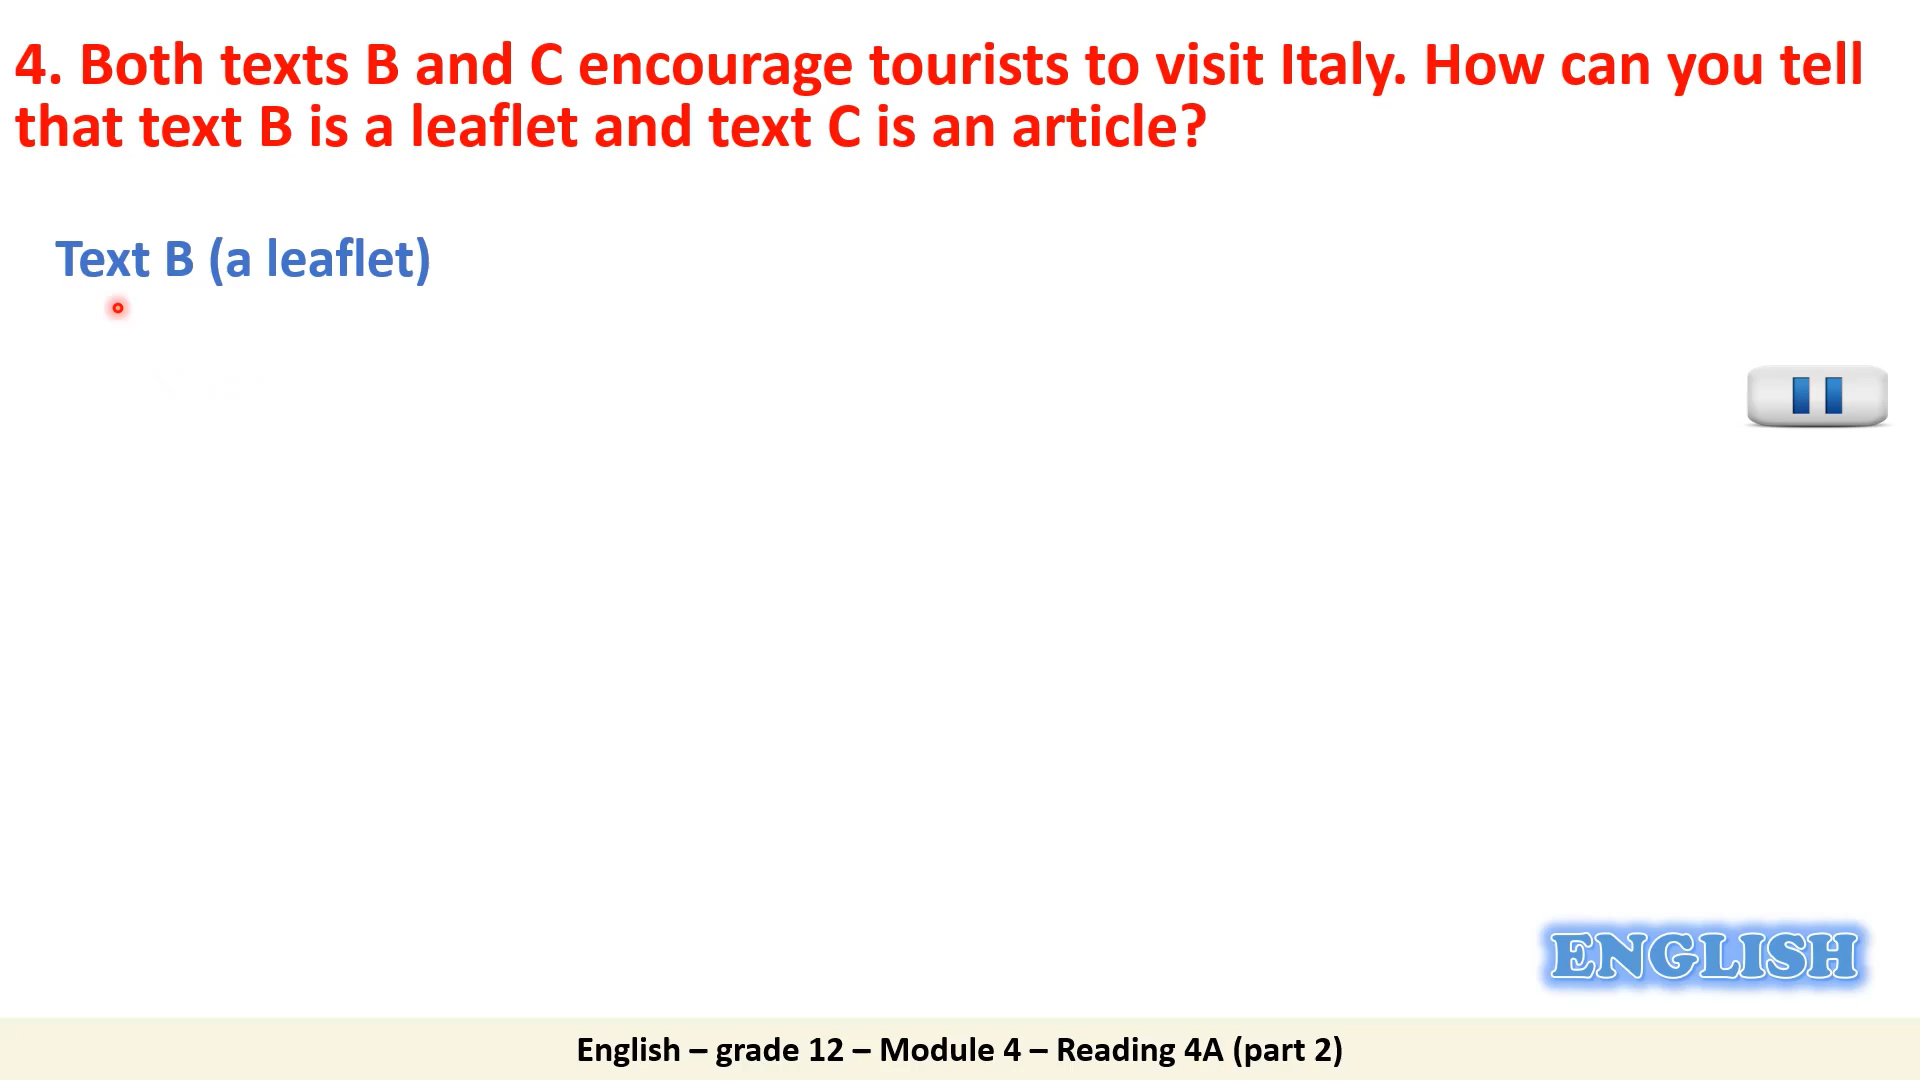 4. Both texts B and C encourage tourists to visit Italy. How can you tell
that text B is a leaflet and text C is an article?
Text B (a leaflet)
ENGLISH
English – grade 12 – Module 4 – Reading 4A (part 2)